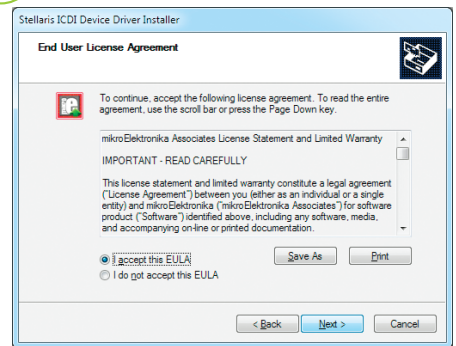 Stellaris ICDI Device Driver Installer
End User License Agreement
To continue, accept the following license agreement. To read the entire
agreement, use the scroll bar or press the Page Down key.
mikroElektronika Associates License Statement and Limited Warranty
IMPORTANT - READ CAREFULLY
This license statement and limited warranty constitute a legal agreement
("License Agreement") between you (either as an individual or a single
entity) and mikroElektronika ("mikroElektronika Associates") for software
product ("Software") identified above, including any software, media,
and accompanying on-line or printed documentation.
I accept this EULA
Save As
Print
I do not accept this EULA
< Back
Next >
Cancel